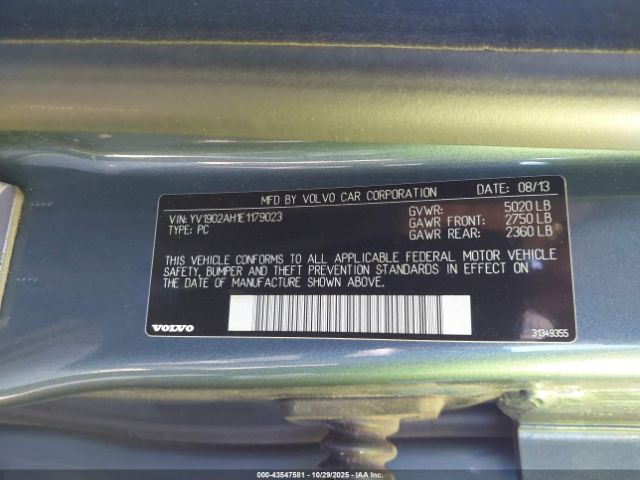 MFD BY VOLVO CAR CORPORATION DATE: 08/13
VIN: YV1902AH1E1179023 GVWR: 5020 LB
TYPE: PC GAWR FRONT: 2750 LB
GAWR REAR: 2360 LB
THIS VEHICLE CONFORMS TO ALL APPLICABLE FEDERAL MOTOR VEHICLE
SAFETY, BUMPER AND THEFT PREVENTION STANDARDS IN EFFECT ON
THE DATE OF MANUFACTURE SHOWN ABOVE.
VOLVO 31349355
000-43547581 | 10/29/2025 | IAAI.COM